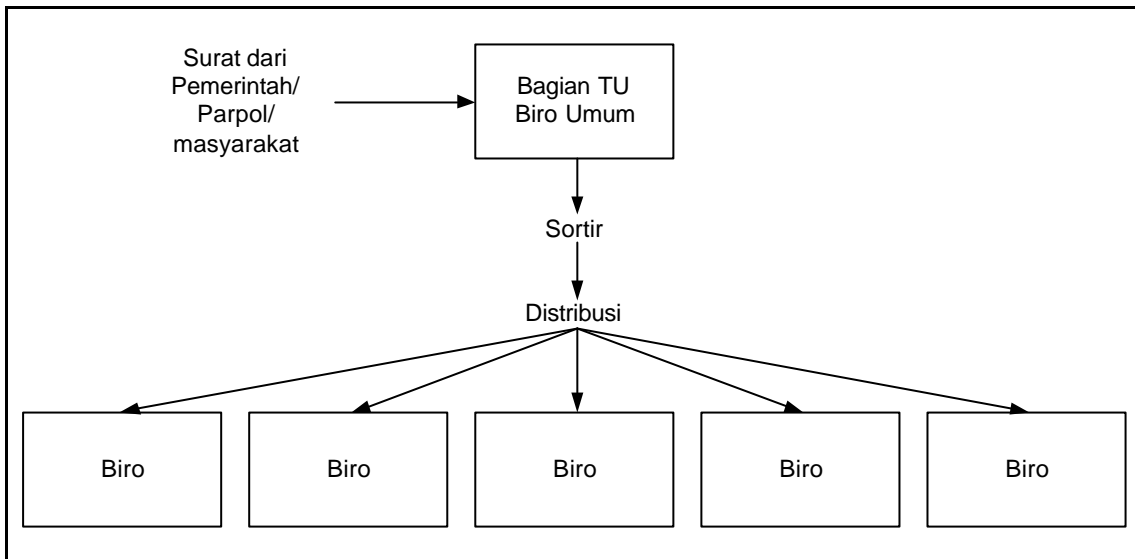 Surat dari
Pemerintah/
Parpol/
masyarakat
Bagian TU
Biro Umum
Sortir
Distribusi
Biro
Biro
Biro
Biro
Biro